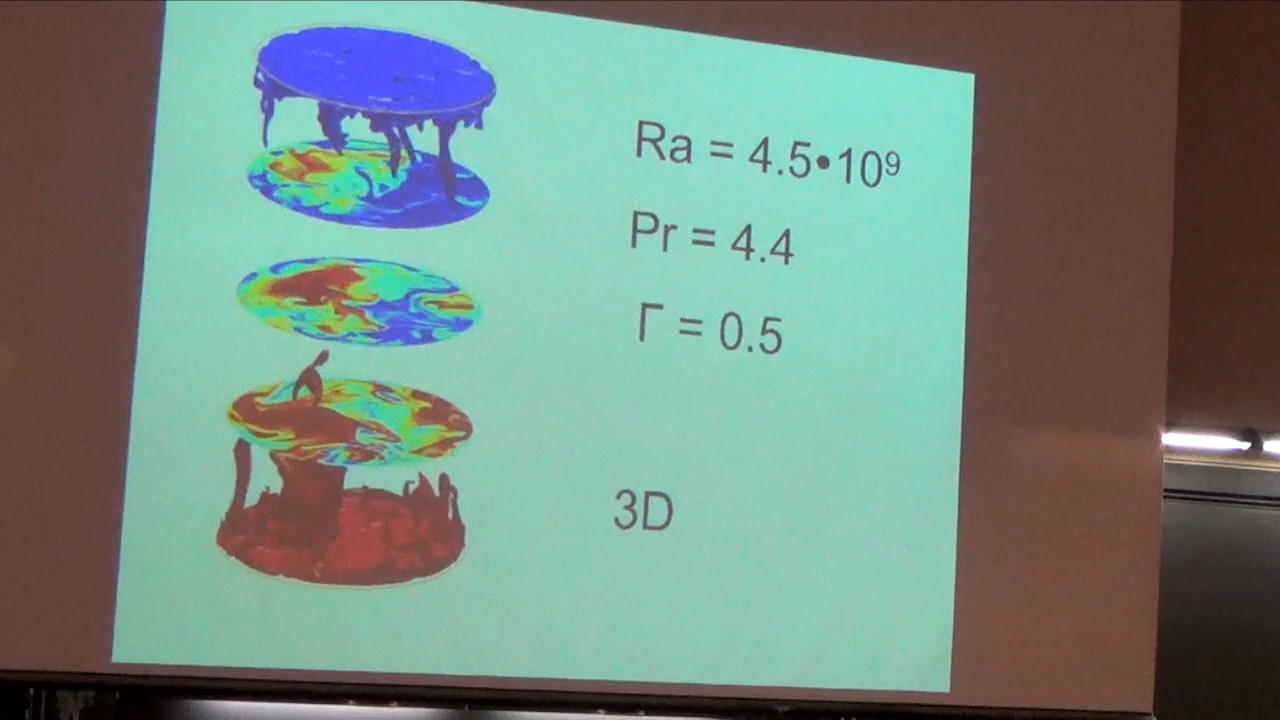 Ra = 4.5•10⁹
Pr = 4.4
Γ = 0.5
3D